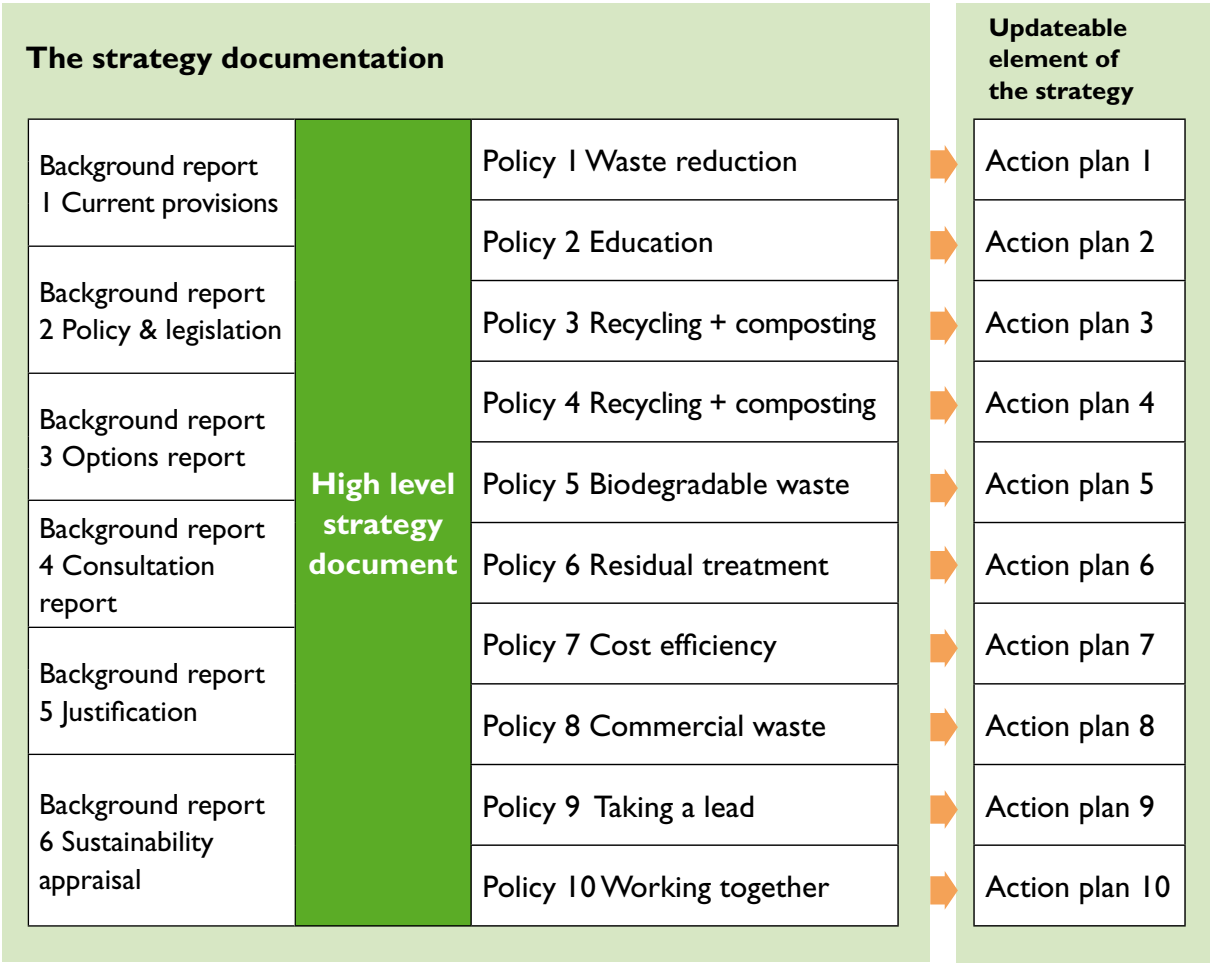 The strategy documentation
Updateable
element of
the strategy
Background report
1 Current provisions
Background report
2 Policy & legislation
Background report
3 Options report
Background report
4 Consultation
report
Background report
5 Justification
Background report
6 Sustainability
appraisal
High level
strategy
document
Policy 1 Waste reduction
Policy 2 Education
Policy 3 Recycling + composting
Policy 4 Recycling + composting
Policy 5 Biodegradable waste
Policy 6 Residual treatment
Policy 7 Cost efficiency
Policy 8 Commercial waste
Policy 9 Taking a lead
Policy 10 Working together
Action plan 1
Action plan 2
Action plan 3
Action plan 4
Action plan 5
Action plan 6
Action plan 7
Action plan 8
Action plan 9
Action plan 10